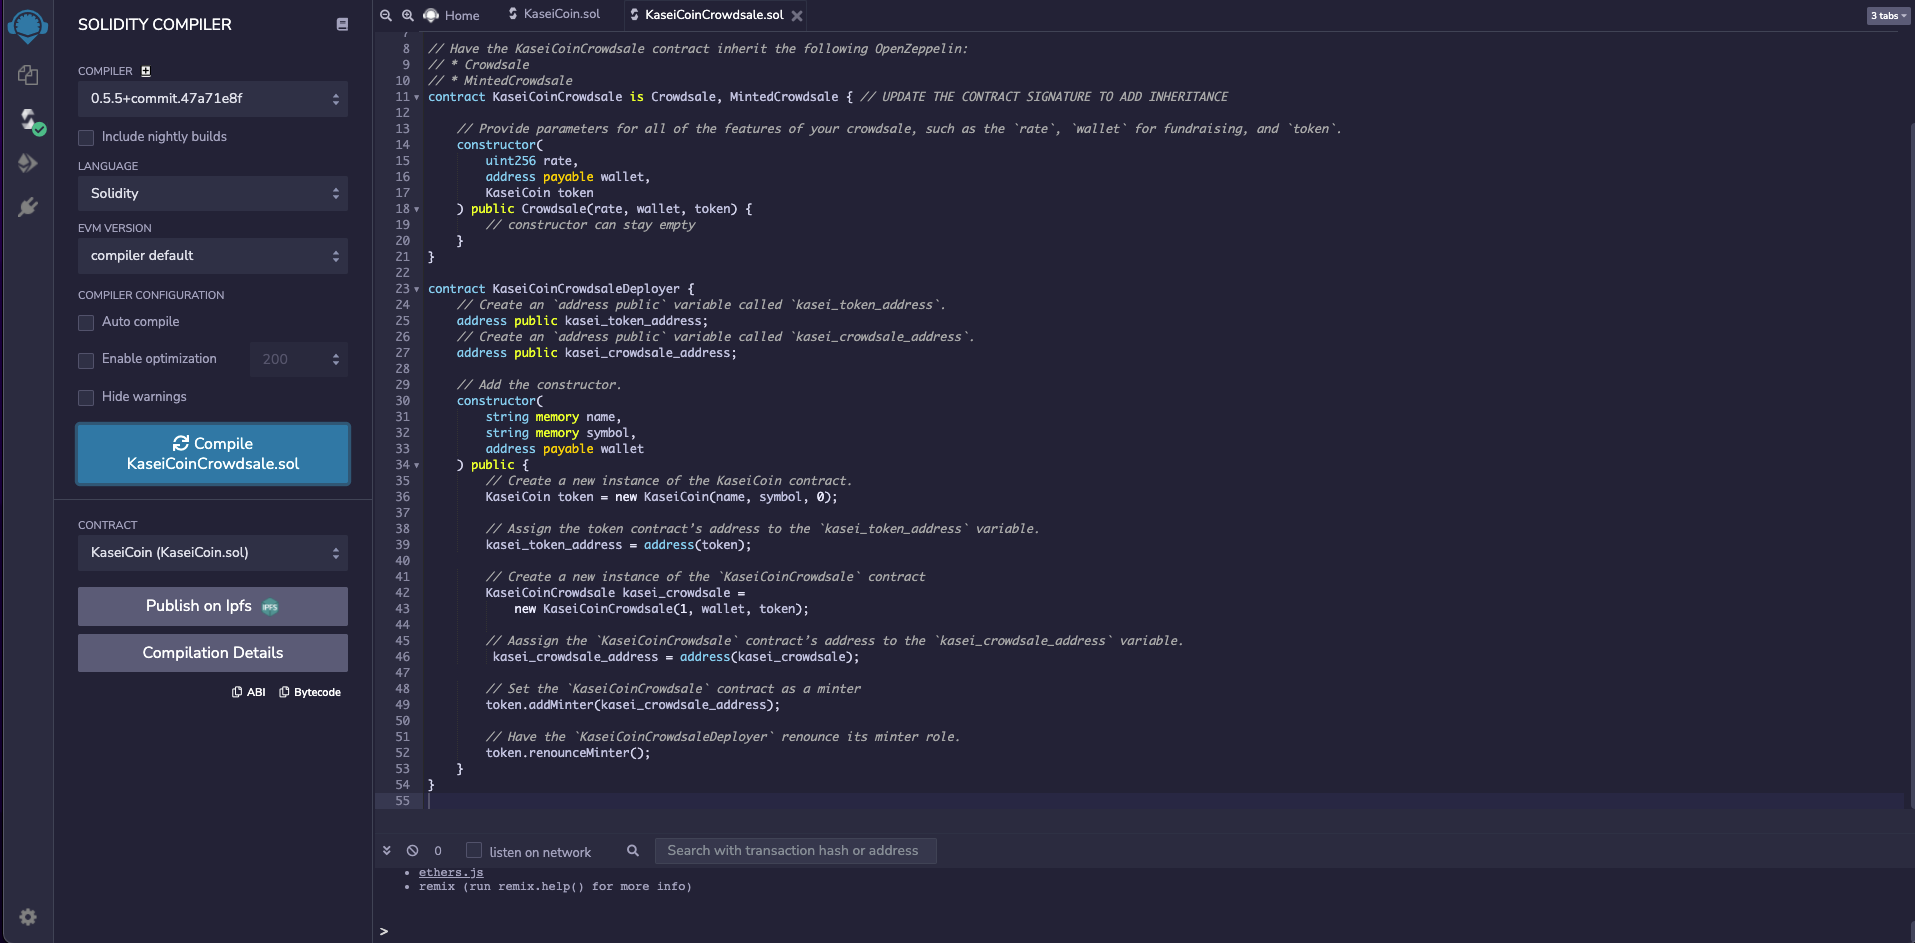 SOLIDITY COMPILER
COMPILER
0.5.5+commit.47a71e8f
Include nightly builds
LANGUAGE
Solidity
EVM VERSION
compiler default
COMPILER CONFIGURATION
Auto compile
Enable optimization 200
Hide warnings
Compile
KaseiCoinCrowdsale.sol
CONTRACT
KaseiCoin (KaseiCoin.sol)
Publish on Ipfs IPFS
Compilation Details
ABI Bytecode
Home KaseiCoin.sol KaseiCoinCrowdsale.sol 3 tabs
7
8 // Have the KaseiCoinCrowdsale contract inherit the following OpenZeppelin:
9 // * Crowdsale
10 // * MintedCrowdsale
11 contract KaseiCoinCrowdsale is Crowdsale, MintedCrowdsale { // UPDATE THE CONTRACT SIGNATURE TO ADD INHERITANCE
12
13 // Provide parameters for all of the features of your crowdsale, such as the `rate`, `wallet` for fundraising, and `token`.
14 constructor(
15 uint256 rate,
16 address payable wallet,
17 KaseiCoin token
18 ) public Crowdsale(rate, wallet, token) {
19 // constructor can stay empty
20 }
21 }
22
23 contract KaseiCoinCrowdsaleDeployer {
24 // Create an `address public` variable called `kasei_token_address`.
25 address public kasei_token_address;
26 // Create an `address public` variable called `kasei_crowdsale_address`.
27 address public kasei_crowdsale_address;
28
29 // Add the constructor.
30 constructor(
31 string memory name,
32 string memory symbol,
33 address payable wallet
34 ) public {
35 // Create a new instance of the KaseiCoin contract.
36 KaseiCoin token = new KaseiCoin(name, symbol, 0);
37
38 // Assign the token contract’s address to the `kasei_token_address` variable.
39 kasei_token_address = address(token);
40
41 // Create a new instance of the `KaseiCoinCrowdsale` contract
42 KaseiCoinCrowdsale kasei_crowdsale =
43 new KaseiCoinCrowdsale(1, wallet, token);
44
45 // Aassign the `KaseiCoinCrowdsale` contract’s address to the `kasei_crowdsale_address` variable.
46 kasei_crowdsale_address = address(kasei_crowdsale);
47
48 // Set the `KaseiCoinCrowdsale` contract as a minter
49 token.addMinter(kasei_crowdsale_address);
50
51 // Have the `KaseiCoinCrowdsaleDeployer` renounce its minter role.
52 token.renounceMinter();
53 }
54 }
55
0 listen on network Search with transaction hash or address
• ethers.js
• remix (run remix.help() for more info)
>